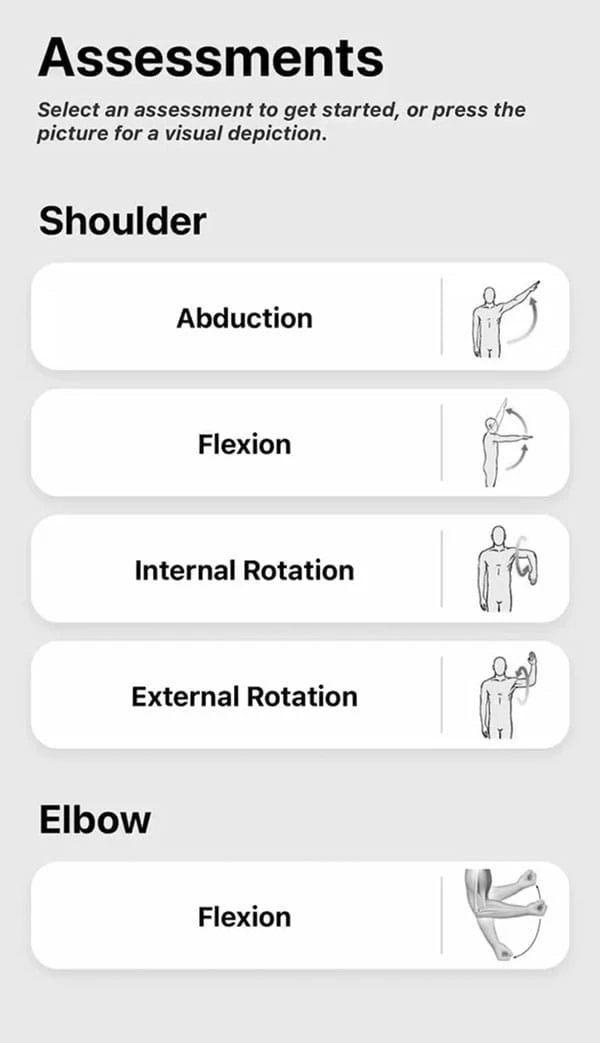 Assessments
Select an assessment to get started, or press the
picture for a visual depiction.
Shoulder
Abduction
Flexion
Internal Rotation
External Rotation
Elbow
Flexion